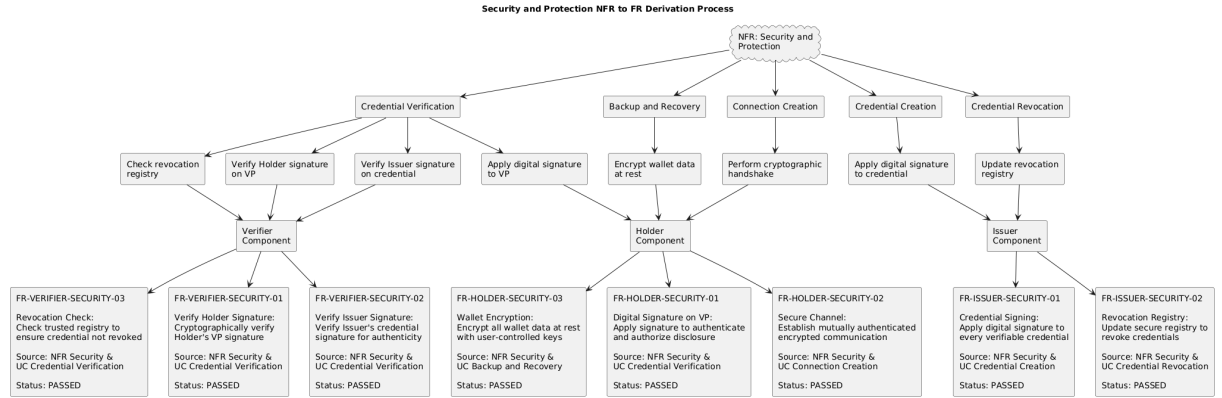 Security and Protection NFR to FR Derivation Process
NFR: Security and
Protection
Credential Verification
Backup and Recovery
Connection Creation
Credential Creation
Credential Revocation
Check revocation
registry
Verify Holder signature
on VP
Verify Issuer signature
on credential
Apply digital signature
to VP
Encrypt wallet data
at rest
Perform cryptographic
handshake
Apply digital signature
to credential
Update revocation
registry
Verifier
Component
Holder
Component
Issuer
Component
FR-VERIFIER-SECURITY-03
Revocation Check:
Check trusted registry to
ensure credential not revoked
Source: NFR Security &
UC Credential Verification
Status: PASSED
FR-VERIFIER-SECURITY-01
Verify Holder Signature:
Cryptographically verify
Holder's VP signature
Source: NFR Security &
UC Credential Verification
Status: PASSED
FR-VERIFIER-SECURITY-02
Verify Issuer Signature:
Verify Issuer's credential
signature for authenticity
Source: NFR Security &
UC Credential Verification
Status: PASSED
FR-HOLDER-SECURITY-03
Wallet Encryption:
Encrypt all wallet data at rest
with user-controlled keys
Source: NFR Security &
UC Backup and Recovery
Status: PASSED
FR-HOLDER-SECURITY-01
Digital Signature on VP:
Apply signature to authenticate
and authorize disclosure
Source: NFR Security &
UC Credential Verification
Status: PASSED
FR-HOLDER-SECURITY-02
Secure Channel:
Establish mutually authenticated
encrypted communication
Source: NFR Security &
UC Connection Creation
Status: PASSED
FR-ISSUER-SECURITY-01
Credential Signing:
Apply digital signature to
every verifiable credential
Source: NFR Security &
UC Credential Creation
Status: PASSED
FR-ISSUER-SECURITY-02
Revocation Registry:
Update secure registry to
revoke credentials
Source: NFR Security &
UC Credential Revocation
Status: PASSED